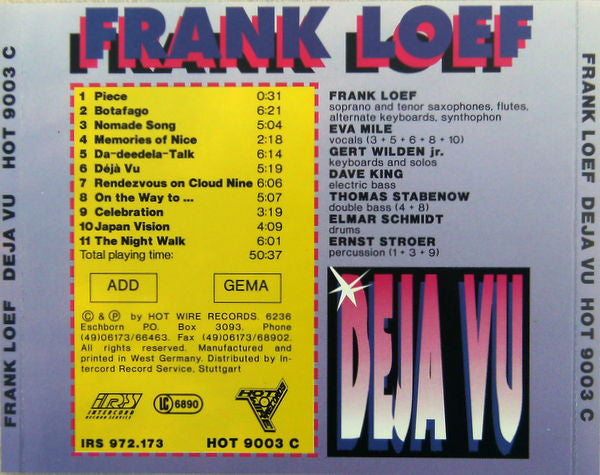 FRANK LOEF
1 Piece 0:31
2 Botafago 6:21
3 Nomade Song 5:04
4 Memories of Nice 2:18
5 Da-deedela-Talk 6:14
6 Déjà Vu 5:19
7 Rendezvous on Cloud Nine 6:06
8 On the Way to ... 5:07
9 Celebration 3:19
10 Japan Vision 4:09
11 The Night Walk 6:01
Total playing time: 50:37
ADD GEMA
© & ℗ by HOT WIRE RECORDS. 6236
Eschborn P.O. Box 3093. Phone
(49)06173/66463. Fax (49)06173/68902.
All rights reserved. Manufactured and
printed in West Germany. Distributed by In-
tercord Record Service, Stuttgart
iRS
INTERCORD
RECORD SERVICE
LC 6890
HOT WIRE RECORDS
IRS 972.173 HOT 9003 C
FRANK LOEF
soprano and tenor saxophones, flutes,
alternate keyboards, synthophon
EVA MILE
vocals (3 + 5 + 6 + 8 + 10)
GERT WILDEN jr.
keyboards and solos
DAVE KING
electric bass
THOMAS STABENOW
double bass (4 + 8)
ELMAR SCHMIDT
drums
ERNST STROER
percussion (1 + 3 + 9)
DEJA VU
FRANK LOEF DEJA VU HOT 9003 C
FRANK LOEF DEJA VU HOT 9003 C